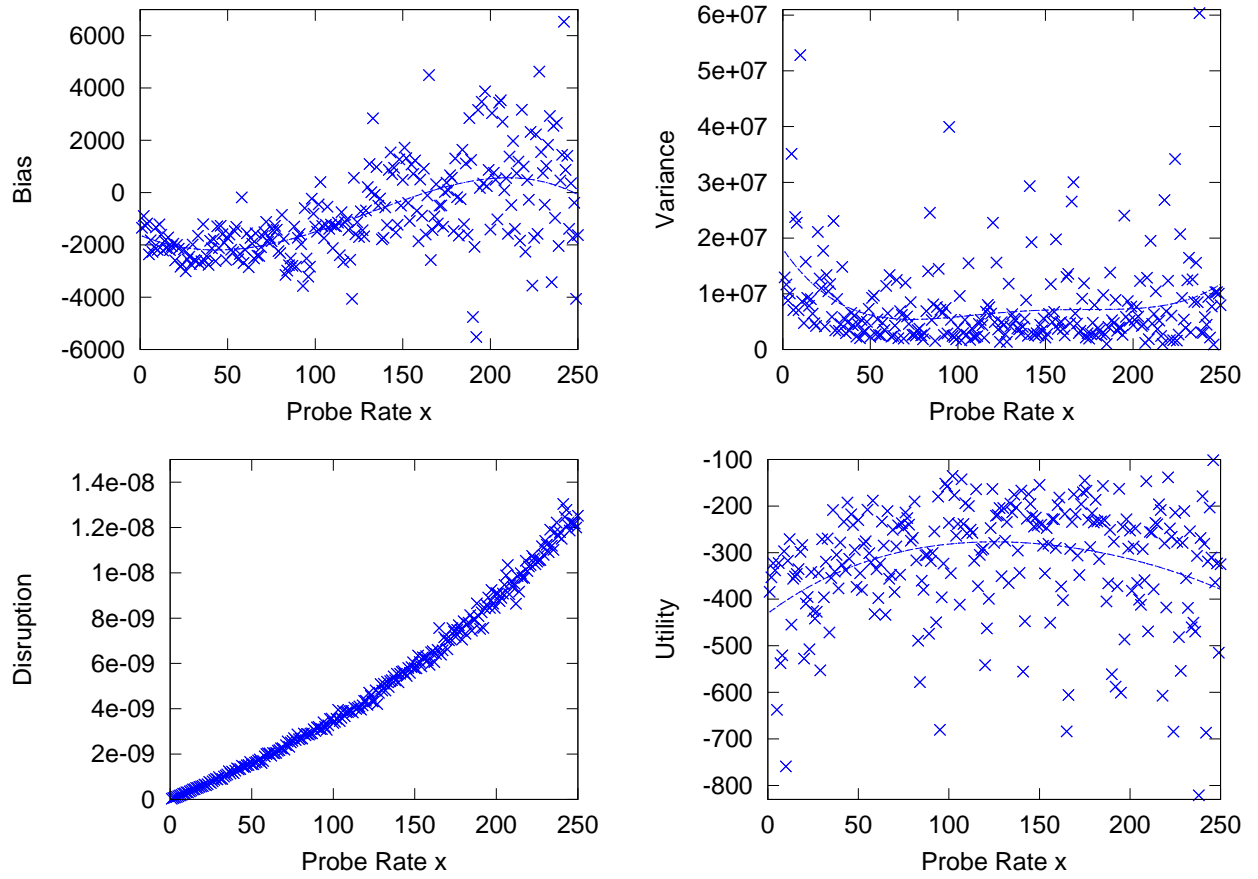 Bias
6000
4000
2000
0
-2000
-4000
-6000
0 50 100 150 200 250
Probe Rate x
Variance
6e+07
5e+07
4e+07
3e+07
2e+07
1e+07
0
0 50 100 150 200 250
Probe Rate x
Disruption
1.4e-08
1.2e-08
1e-08
8e-09
6e-09
4e-09
2e-09
0
0 50 100 150 200 250
Probe Rate x
Utility
-100
-200
-300
-400
-500
-600
-700
-800
0 50 100 150 200 250
Probe Rate x